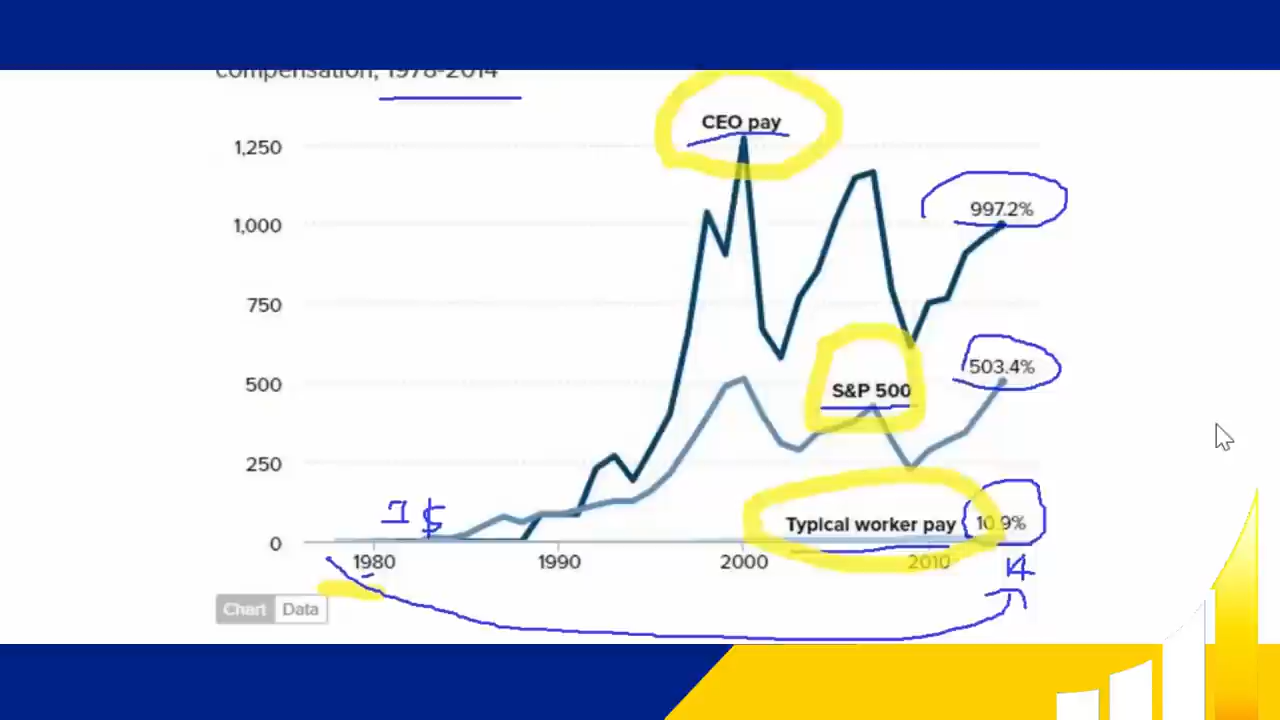 compensation, 1978-2014
CEO pay
1,250
997.2%
1,000
750
503.4%
500
S&P 500
250
1 $
Typical worker pay
10.9%
0
1980
1990
2000
2010
14
Chart
Data